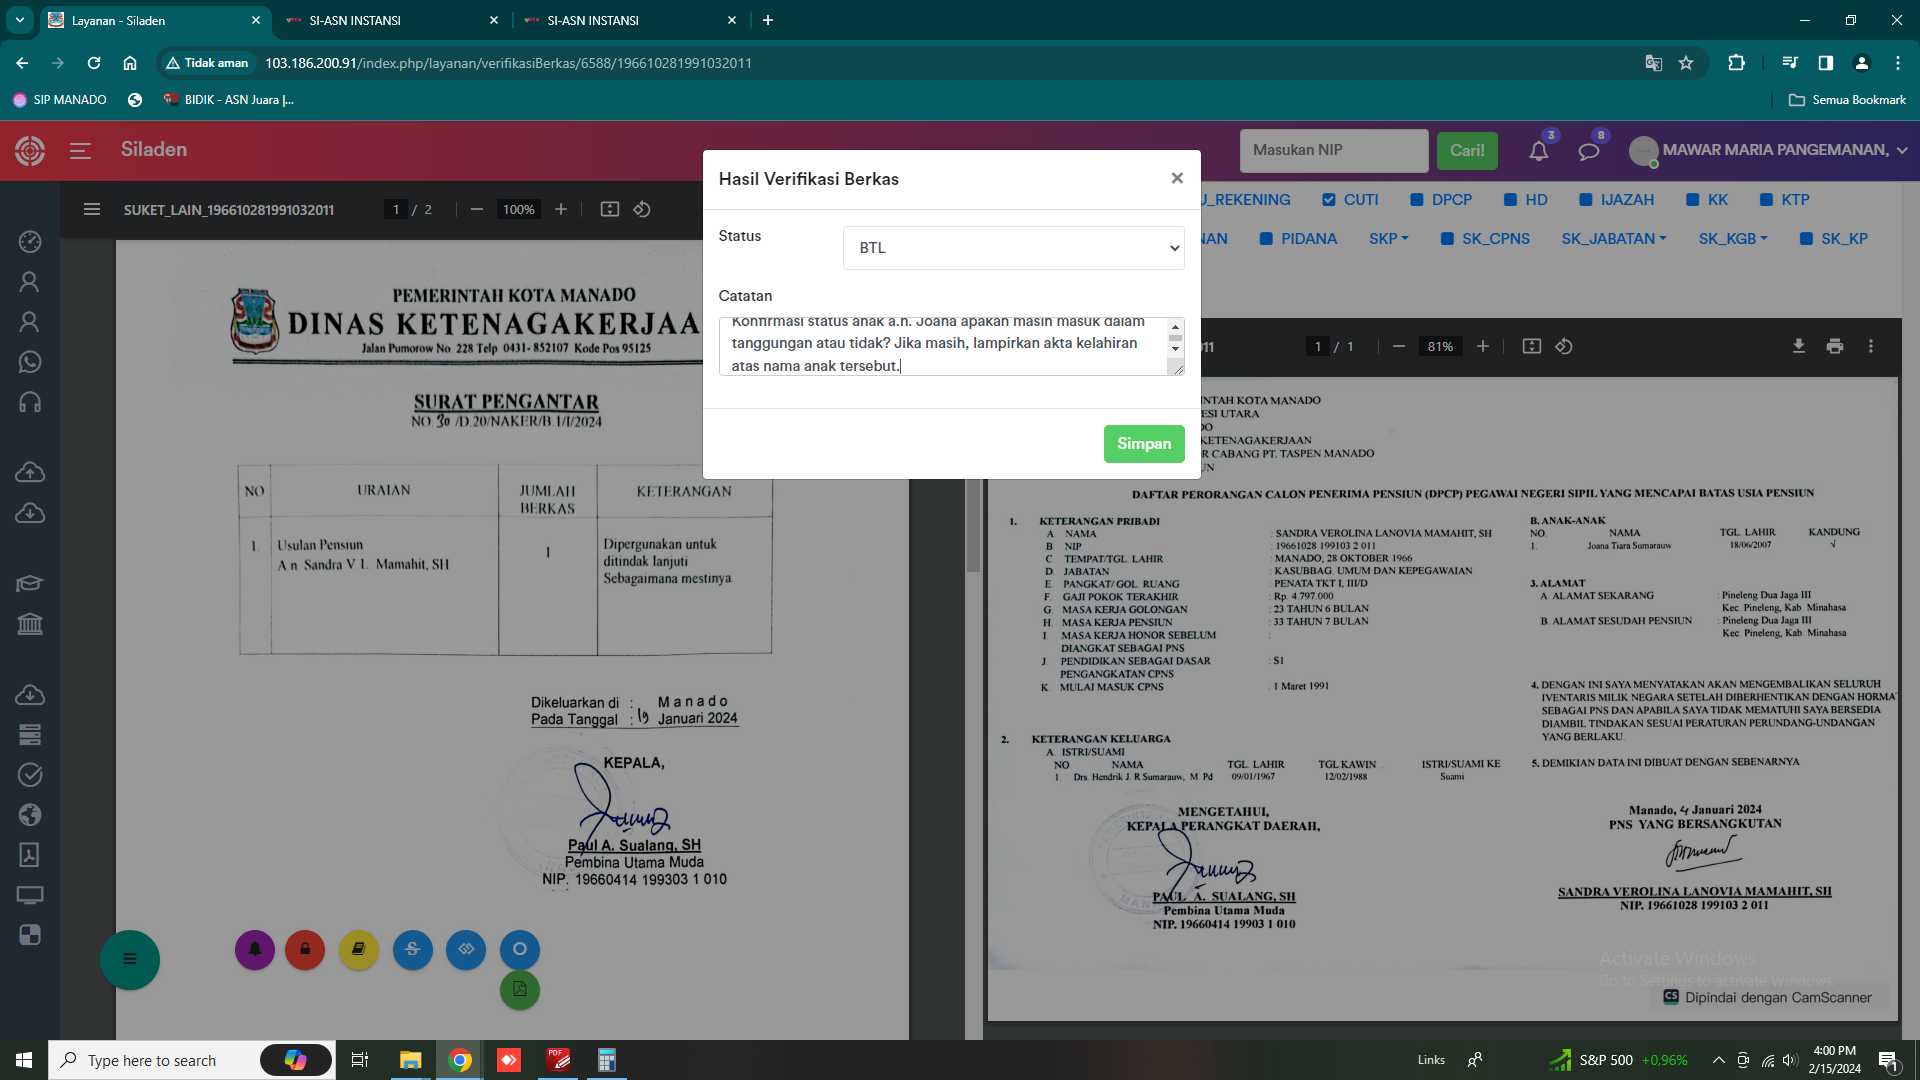 Layanan - Siladen
SI-ASN INSTANSI
SI-ASN INSTANSI
Tidak aman
103.186.200.91/index.php/layanan/verifikasiBerkas/6588/196610281991032011
SIP MANADO
BIDIK - ASN Juara |...
Semua Bookmark
Siladen
Masukan NIP
Cari!
3
8
MAWAR MARIA PANGEMANAN,
SUKET_LAIN_196610281991032011
1 / 2
100%
PEMERINTAH KOTA MANADO
DINAS KETENAGAKERJAA
Jalan Pumorow No 228 Telp 0431- 852107 Kode Pos 95125
SURAT PENGANTAR
NO. 30 /D.20/NAKER/B.1/I/2024
NO URAIAN JUMLAH BERKAS KETERANGAN
1. Usulan Pensiun
A n Sandra V L. Mamahit, SH
1
Dipergunakan untuk
ditindak lanjuti
Sebagaimana mestinya
Dikeluarkan di : M a n a d o
Pada Tanggal : 19 Januari 2024
KEPALA,
Paul A. Sualang, SH
Pembina Utama Muda
NIP. 19660414 199303 1 010
Hasil Verifikasi Berkas
×
Status
BTL
Catatan
Konfirmasi status anak a.n. Joana apakah masih masuk dalam
tanggungan atau tidak? Jika masih, lampirkan akta kelahiran
atas nama anak tersebut.
Simpan
U_REKENING CUTI DPCP HD IJAZAH KK KTP
NAN PIDANA SKP SK_CPNS SK_JABATAN SK_KGB SK_KP
11
1 / 1
81%
NTAH KOTA MANADO
ESI UTARA
DO
KETENAGAKERJAAN
R CABANG PT. TASPEN MANADO
UN
DAFTAR PERORANGAN CALON PENERIMA PENSIUN (DPCP) PEGAWAI NEGERI SIPIL YANG MENCAPAI BATAS USIA PENSIUN
1. KETERANGAN PRIBADI
A NAMA : SANDRA VEROLINA LANOVIA MAMAHIT, SH
B NIP : 19661028 199103 2 011
C TEMPAT/TGL. LAHIR : MANADO, 28 OKTOBER 1966
D. JABATAN : KASUBBAG. UMUM DAN KEPEGAWAIAN
E. PANGKAT/ GOL. RUANG : PENATA TKT I, III/D
F. GAJI POKOK TERAKHIR : Rp. 4.797.000
G. MASA KERJA GOLONGAN : 23 TAHUN 6 BULAN
H. MASA KERJA PENSIUN : 33 TAHUN 7 BULAN
I. MASA KERJA HONOR SEBELUM :
DIANGKAT SEBAGAI PNS
J PENDIDIKAN SEBAGAI DASAR : S1
PENGANGKATAN CPNS
K. MULAI MASUK CPNS : 1 Maret 1991
2. KETERANGAN KELUARGA
A. ISTRI/SUAMI
NO NAMA TGL. LAHIR TGL KAWIN ISTRI/SUAMI KE
1. Drs. Hendrik J. R Sumarauw, M. Pd 09/01/1967 12/02/1988 Suami
B. ANAK-ANAK
NO. NAMA TGL. LAHIR KANDUNG
1. Joana Tiara Sumarauw 18/06/2007 √
3. ALAMAT
A ALAMAT SEKARANG : Pineleng Dua Jaga III
Kec. Pineleng, Kab. Minahasa
B. ALAMAT SESUDAH PENSIUN : Pineleng Dua Jaga III
Kec. Pineleng, Kab. Minahasa
4. DENGAN INI SAYA MENYATAKAN AKAN MENGEMBALIKAN SELURUH
IVENTARIS MILIK NEGARA SETELAH DIBERHENTIKAN DENGAN HORMA
SEBAGAI PNS DAN APABILA SAYA TIDAK MEMATUHI SAYA BERSEDIA
DIAMBIL TINDAKAN SESUAI PERATURAN PERUNDANG-UNDANGAN
YANG BERLAKU.
5. DEMIKIAN DATA INI DIBUAT DENGAN SEBENARNYA
MENGETAHUI,
KEPALA PERANGKAT DAERAH,
PAUL A. SUALANG, SH
Pembina Utama Muda
NIP. 19660414 19903 1 010
Manado, 4 Januari 2024
PNS YANG BERSANGKUTAN
SANDRA VEROLINA LANOVIA MAMAHIT, SH
NIP. 19661028 199103 2 011
Activate Windows
Go to Settings to activate Windows.
CS Dipindai dengan CamScanner
Type here to search
Links
S&P 500 +0,96%
4:00 PM
2/15/2024
1